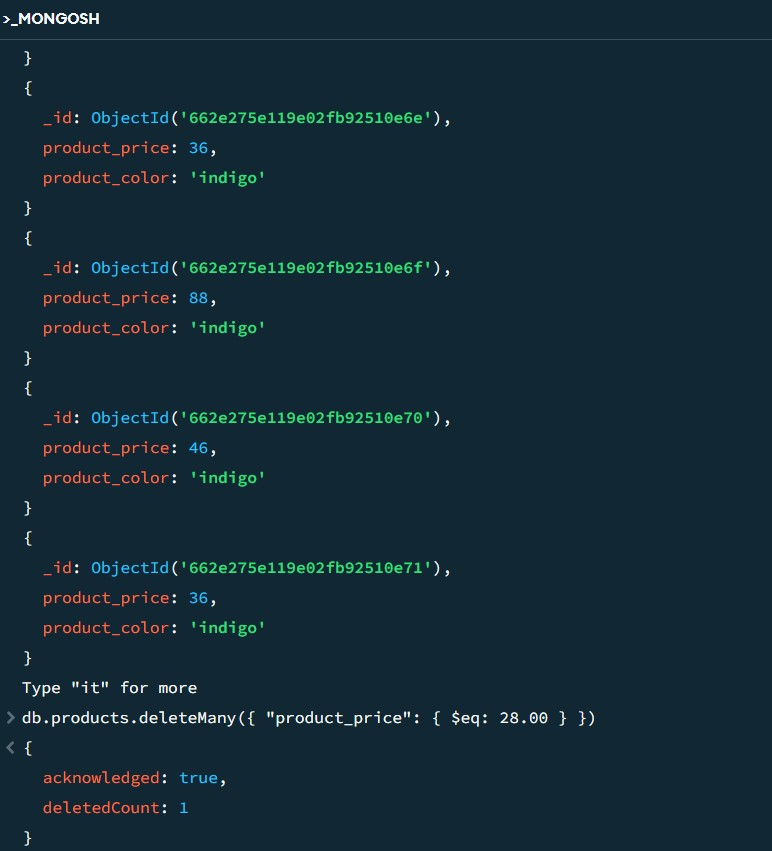 >_MONGOSH
}
{
_id: ObjectId('662e275e119e02fb92510e6e'),
product_price: 36,
product_color: 'indigo'
}
{
_id: ObjectId('662e275e119e02fb92510e6f'),
product_price: 88,
product_color: 'indigo'
}
{
_id: ObjectId('662e275e119e02fb92510e70'),
product_price: 46,
product_color: 'indigo'
}
{
_id: ObjectId('662e275e119e02fb92510e71'),
product_price: 36,
product_color: 'indigo'
}
Type "it" for more
> db.products.deleteMany({ "product_price": { $eq: 28.00 } })
< {
acknowledged: true,
deletedCount: 1
}